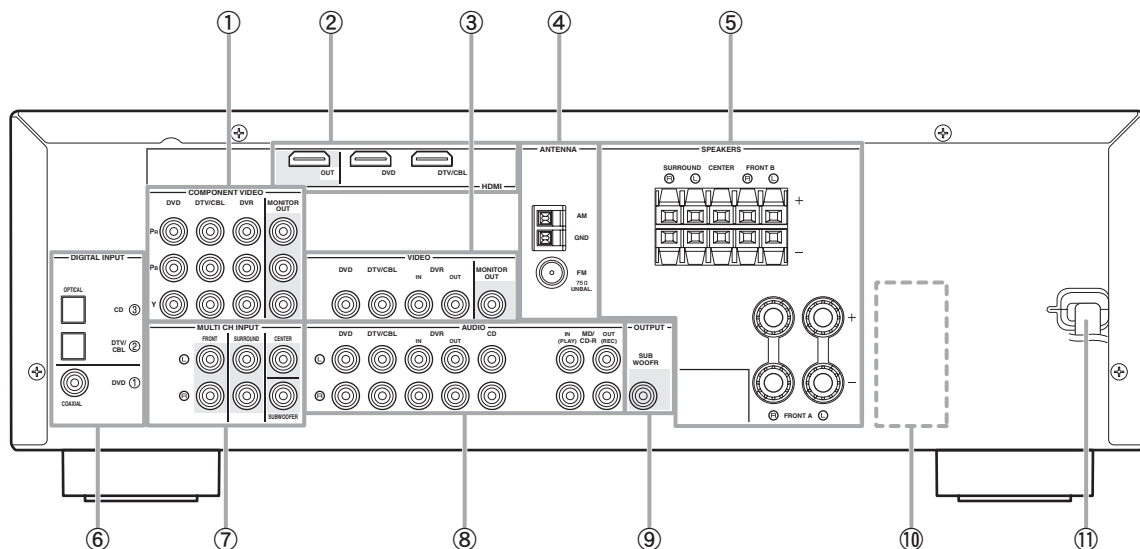 ① ② ③ ④ ⑤
ANTENNA
SPEAKERS
SURROUND CENTER FRONT B
R L R L
OUT DVD DTV/CBL
HDMI
COMPONENT VIDEO
DVD DTV/CBL DVR MONITOR OUT
PR
PB
Y
+
−
AM
GND
FM
75Ω
UNBAL.
DIGITAL INPUT
OPTICAL
CD ③
DTV/
CBL ②
DVD ①
COAXIAL
VIDEO
DVD DTV/CBL DVR MONITOR OUT
IN OUT
MULTI CH INPUT
FRONT SURROUND CENTER
L
R
SUBWOOFER
AUDIO
DVD DTV/CBL DVR CD
IN OUT
IN (PLAY) MD/CD-R OUT (REC)
L
R
OUTPUT
SUB
WOOFR
+
−
R FRONT A L
⑥ ⑦ ⑧ ⑨ ⑩ ⑪